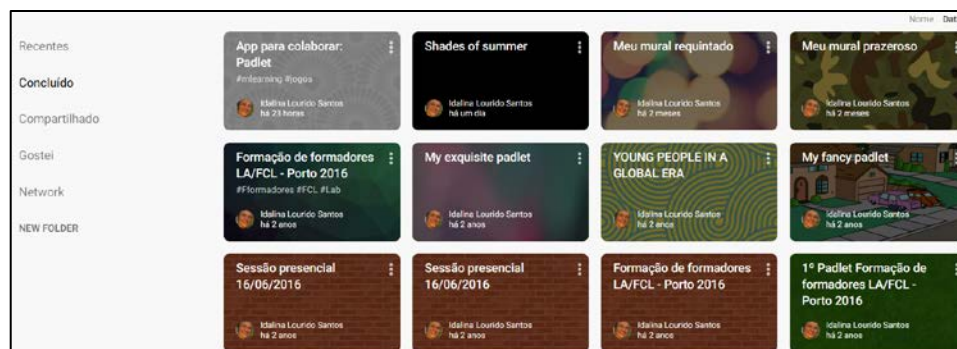 Nome Dat
Recentes
Concluído
Compartilhado
Gostei
Network
NEW FOLDER
App para colaborar:
Padlet
#mlearning #jogos
Idalina Lourido Santos
há 23 horas
Shades of summer
Idalina Lourido Santos
há um dia
Meu mural requintado
Idalina Lourido Santos
há 2 meses
Meu mural prazeroso
Idalina Lourido Santos
há 2 meses
Formação de formadores
LA/FCL - Porto 2016
#Fformadores #FCL #Lab
Idalina Lourido Santos
há 2 anos
My exquisite padlet
Idalina Lourido Santos
há 2 anos
YOUNG PEOPLE IN A
GLOBAL ERA
Idalina Lourido Santos
há 2 anos
My fancy padlet
Idalina Lourido Santos
há 2 anos
Sessão presencial
16/06/2016
Idalina Lourido Santos
há 2 anos
Sessão presencial
16/06/2016
Idalina Lourido Santos
há 2 anos
Formação de formadores
LA/FCL - Porto 2016
Idalina Lourido Santos
há 2 anos
1º Padlet Formação de
formadores LA/FCL -
Porto 2016
Idalina Lourido Santos
há 2 anos